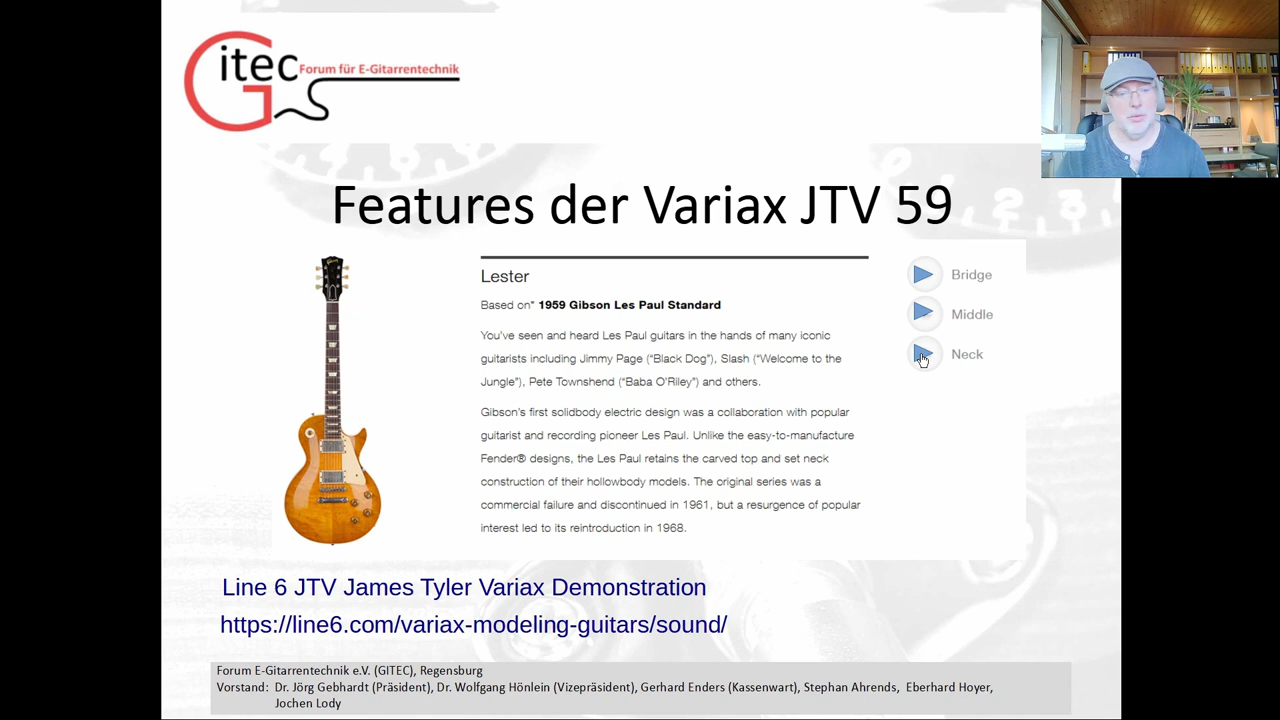 Gitec Forum für E-Gitarrentechnik
Features der Variax JTV 59
Lester
Based on* 1959 Gibson Les Paul Standard
You've seen and heard Les Paul guitars in the hands of many iconic
guitarists including Jimmy Page (“Black Dog”), Slash (“Welcome to the
Jungle”), Pete Townshend (“Baba O’Riley”) and others.
Gibson's first solidbody electric design was a collaboration with popular
guitarist and recording pioneer Les Paul. Unlike the easy-to-manufacture
Fender® designs, the Les Paul retains the carved top and set neck
construction of their hollowbody models. The original series was a
commercial failure and discontinued in 1961, but a resurgence of popular
interest led to its reintroduction in 1968.
Bridge
Middle
Neck
Line 6 JTV James Tyler Variax Demonstration
https://line6.com/variax-modeling-guitars/sound/
Forum E-Gitarrentechnik e.V. (GITEC), Regensburg
Vorstand: Dr. Jörg Gebhardt (Präsident), Dr. Wolfgang Hönlein (Vizepräsident), Gerhard Enders (Kassenwart), Stephan Ahrends, Eberhard Hoyer,
Jochen Lody